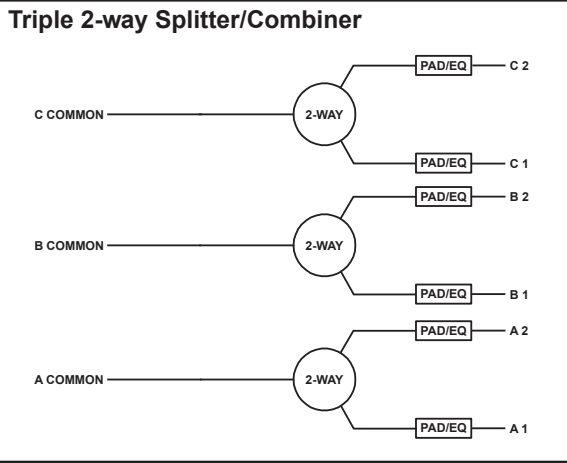 Triple 2-way Splitter/Combiner
PAD/EQ C 2
C COMMON 2-WAY
PAD/EQ C 1
PAD/EQ B 2
B COMMON 2-WAY
PAD/EQ B 1
PAD/EQ A 2
A COMMON 2-WAY
PAD/EQ A 1